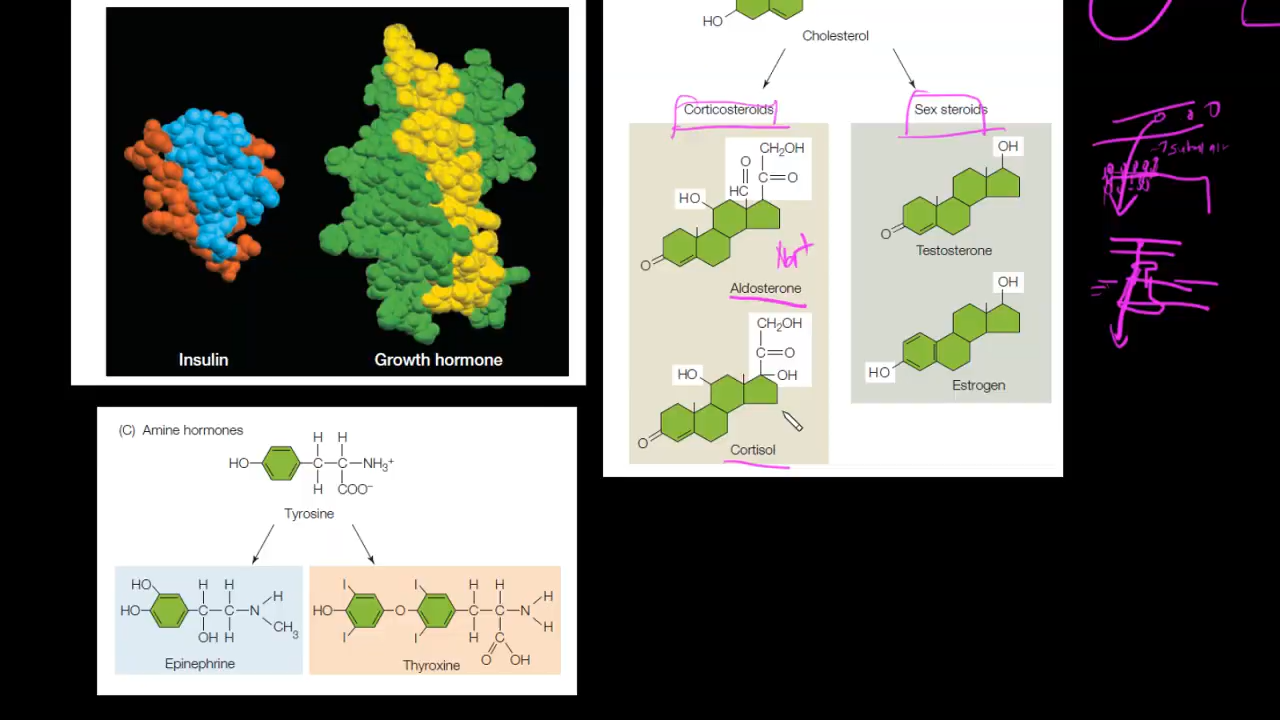 Insulin
Growth hormone
HO
Cholesterol
Corticosteroids
Sex steroids
CH₂OH
O
C=O
HC
HO
O
Na+
Aldosterone
CH₂OH
C=O
HO
OH
O
Cortisol
OH
O
Testosterone
OH
HO
Estrogen
(C) Amine hormones
H H
HO C—C—NH₃⁺
H COO⁻
Tyrosine
HO H H H
HO C—C—N
OH H CH₃
Epinephrine
I I H H H
HO O C—C—N
I I H C H
O OH
Thyroxine